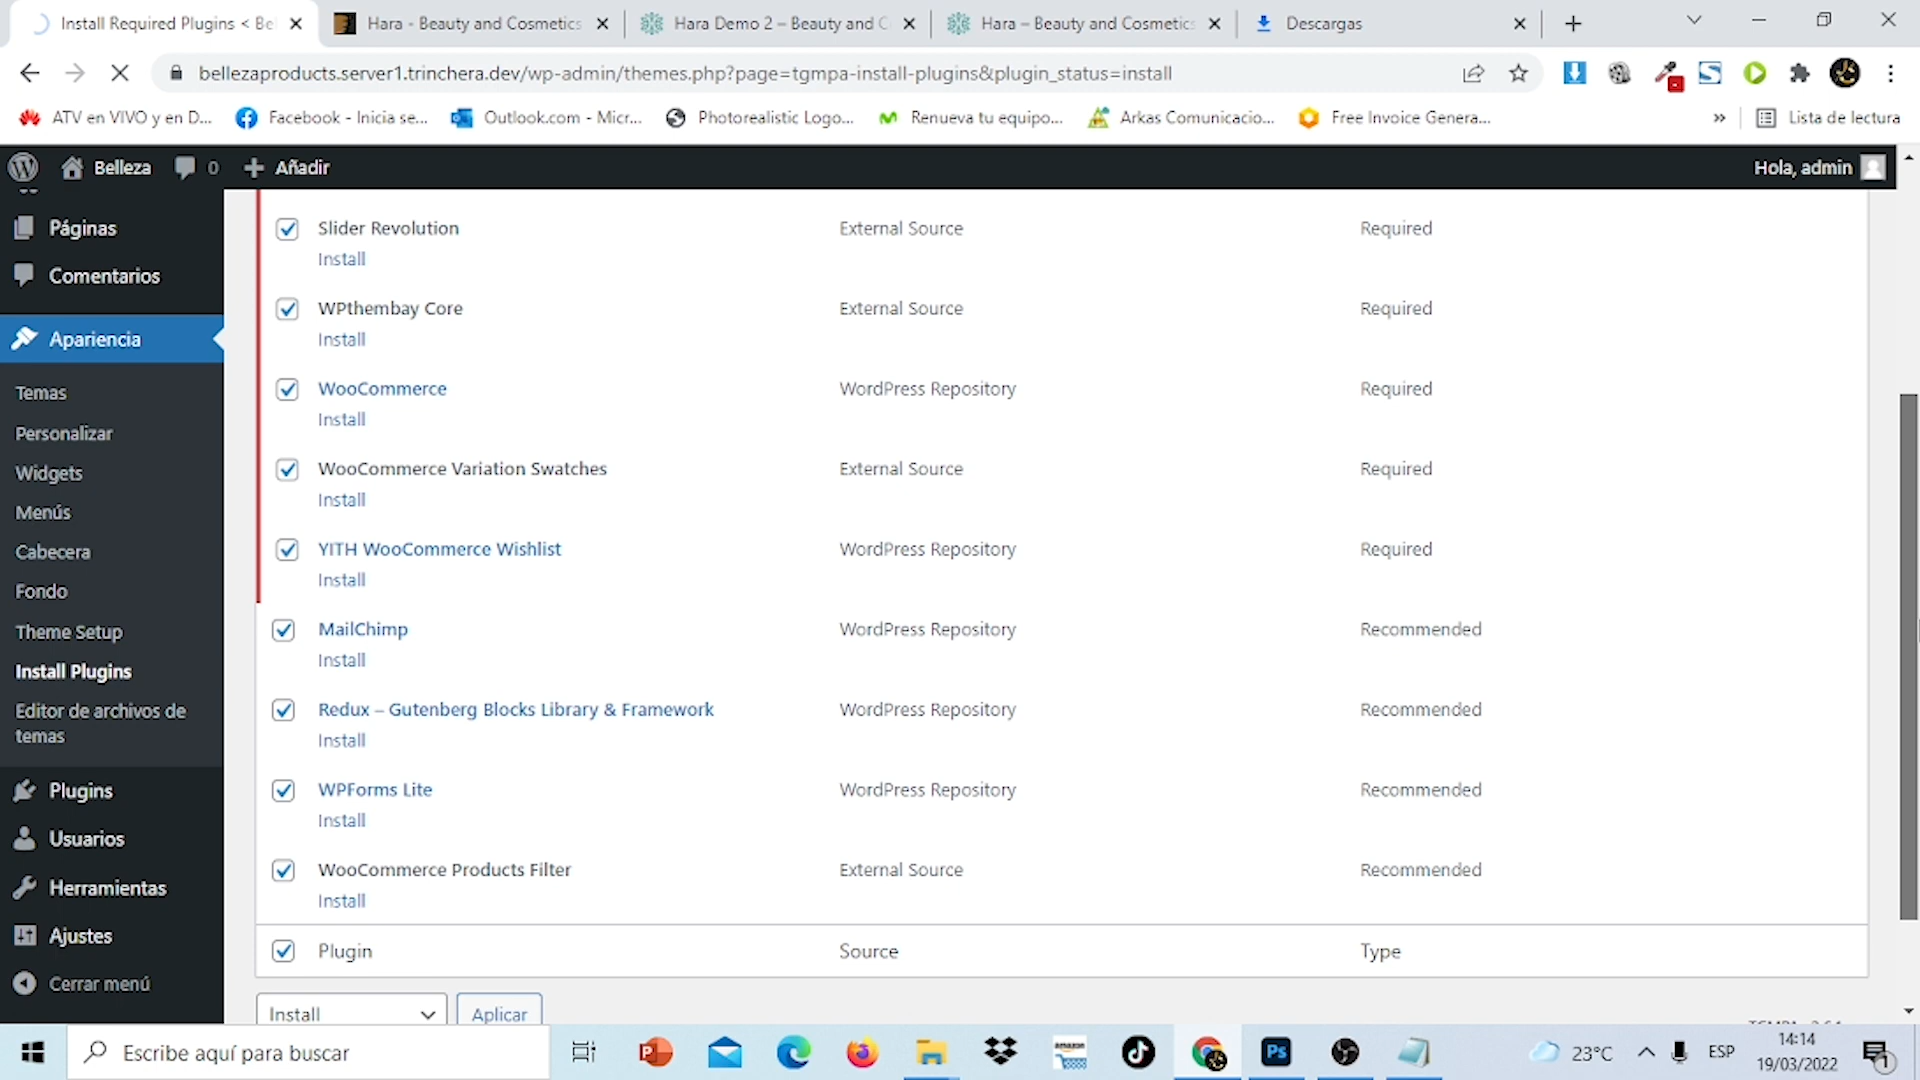 Install Required Plugins < Be
Hara - Beauty and Cosmetics
Hara Demo 2 – Beauty and C
Hara – Beauty and Cosmetics
Descargas
bellezaproducts.server1.trinchera.dev/wp-admin/themes.php?page=tgmpa-install-plugins&plugin_status=install
ATV en VIVO y en D...
Facebook - Inicia se...
Outlook.com - Micr...
Photorealistic Logo...
Renueva tu equipo...
Arkas Comunicacio...
Free Invoice Genera...
»
Lista de lectura
Belleza
0
Añadir
Hola, admin
Páginas
Comentarios
Apariencia
Temas
Personalizar
Widgets
Menús
Cabecera
Fondo
Theme Setup
Install Plugins
Editor de archivos de
temas
Plugins
Usuarios
Herramientas
Ajustes
Cerrar menú
Slider Revolution External Source Required
Install
WPthembay Core External Source Required
Install
WooCommerce WordPress Repository Required
Install
WooCommerce Variation Swatches External Source Required
Install
YITH WooCommerce Wishlist WordPress Repository Required
Install
MailChimp WordPress Repository Recommended
Install
Redux – Gutenberg Blocks Library & Framework WordPress Repository Recommended
Install
WPForms Lite WordPress Repository Recommended
Install
WooCommerce Products Filter External Source Recommended
Install
Plugin Source Type
Install
Aplicar
Escribe aquí para buscar
amazon
Ps
23°C
ESP
14:14
19/03/2022
1